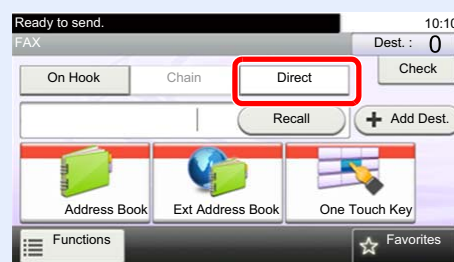 Ready to send.
10:10
FAX
Dest. :
0
On Hook
Chain
Direct
Check
Recall
+ Add Dest.
Address Book
Ext Address Book
One Touch Key
Functions
Favorites